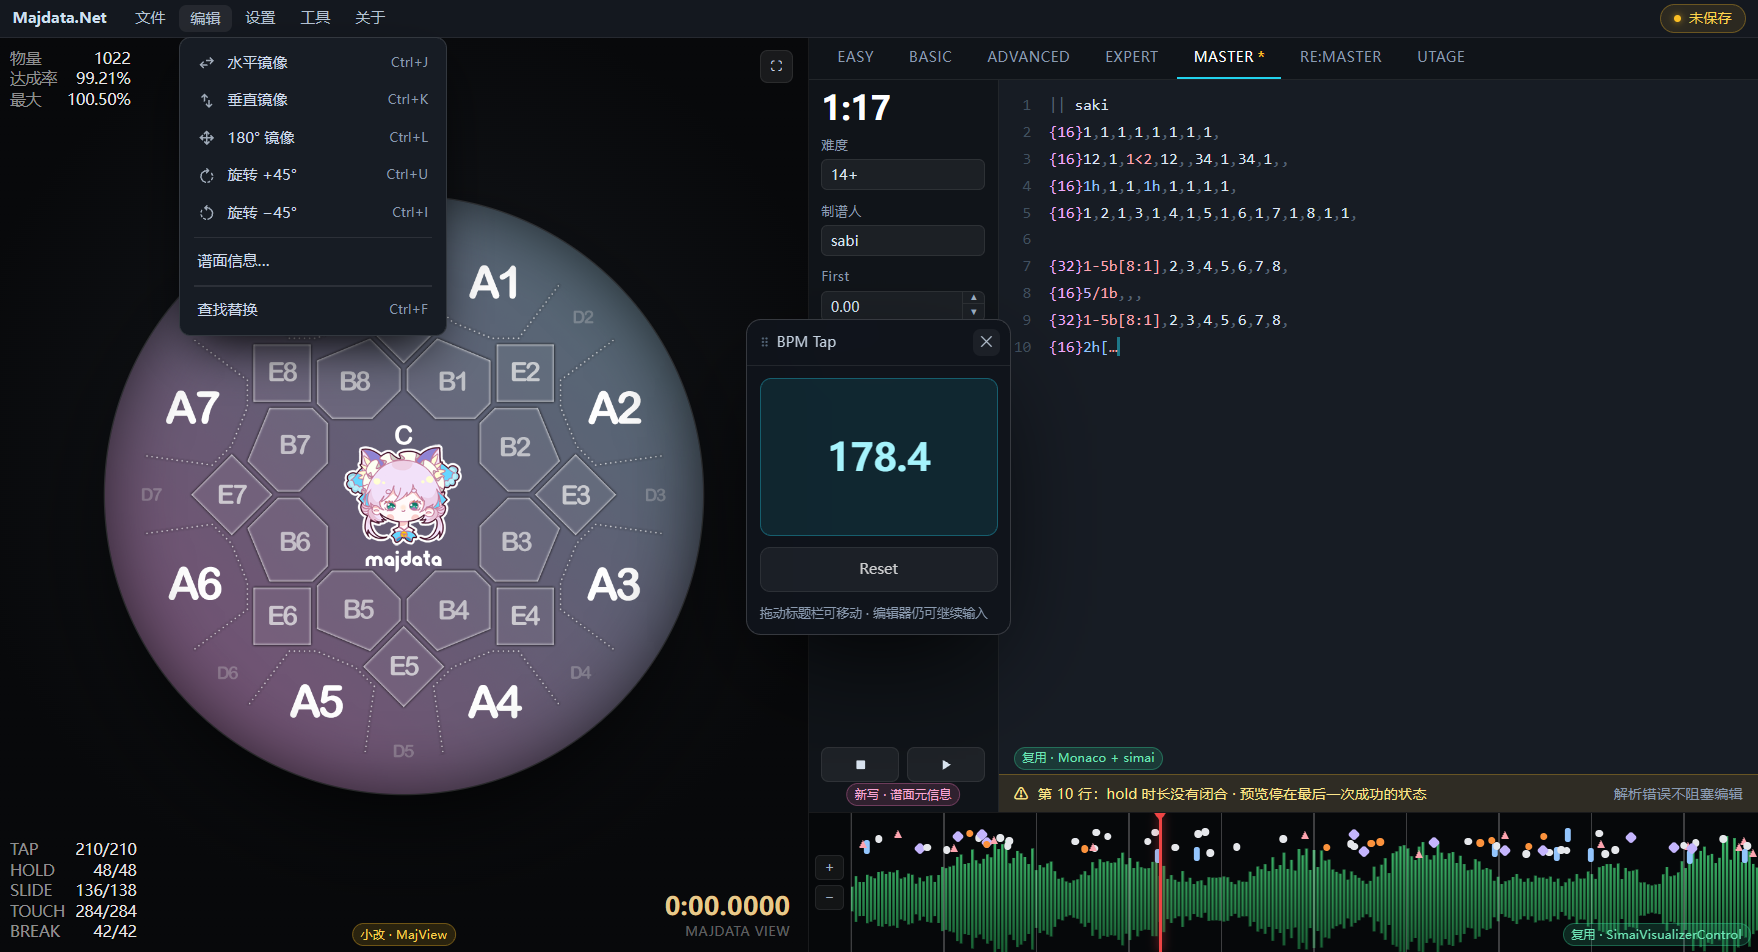 Majdata.Net 文件 编辑 设置 工具 关于 未保存
物量 1022
达成率 99.21%
最大 100.50%
水平镜像 Ctrl+J
垂直镜像 Ctrl+K
180° 镜像 Ctrl+L
旋转 +45° Ctrl+U
旋转 −45° Ctrl+I
谱面信息...
查找替换 Ctrl+F
A1
D2
E8 B8 B1 E2
A7 A2
C
B7 B2
D7 E7 E3 D3
B6 B3
majdata
A6 A3
E6 B5 B4 E4
D6 E5 D4
A5 A4
D5
TAP 210/210
HOLD 48/48
SLIDE 136/138
TOUCH 284/284
BREAK 42/42
小改 · MajView
0:00.0000
MAJDATA VIEW
EASY BASIC ADVANCED EXPERT MASTER * RE:MASTER UTAGE
1:17
难度
14+
制谱人
sabi
First
0.00
BPM Tap
178.4
Reset
拖动标题栏可移动 · 编辑器仍可继续输入
新写 · 谱面元信息
1 || saki
2 {16}1,1,1,1,1,1,1,1,
3 {16}12,1,1<2,12,,34,1,34,1,,
4 {16}1h,1,1,1h,1,1,1,1,
5 {16}1,2,1,3,1,4,1,5,1,6,1,7,1,8,1,1,
6
7 {32}1-5b[8:1],2,3,4,5,6,7,8,
8 {16}5/1b,,,
9 {32}1-5b[8:1],2,3,4,5,6,7,8,
10 {16}2h[…
复用 · Monaco + simai
第 10 行：hold 时长没有闭合 · 预览停在最后一次成功的状态 解析错误不阻塞编辑
+
−
复用 · SimaiVisualizerControl